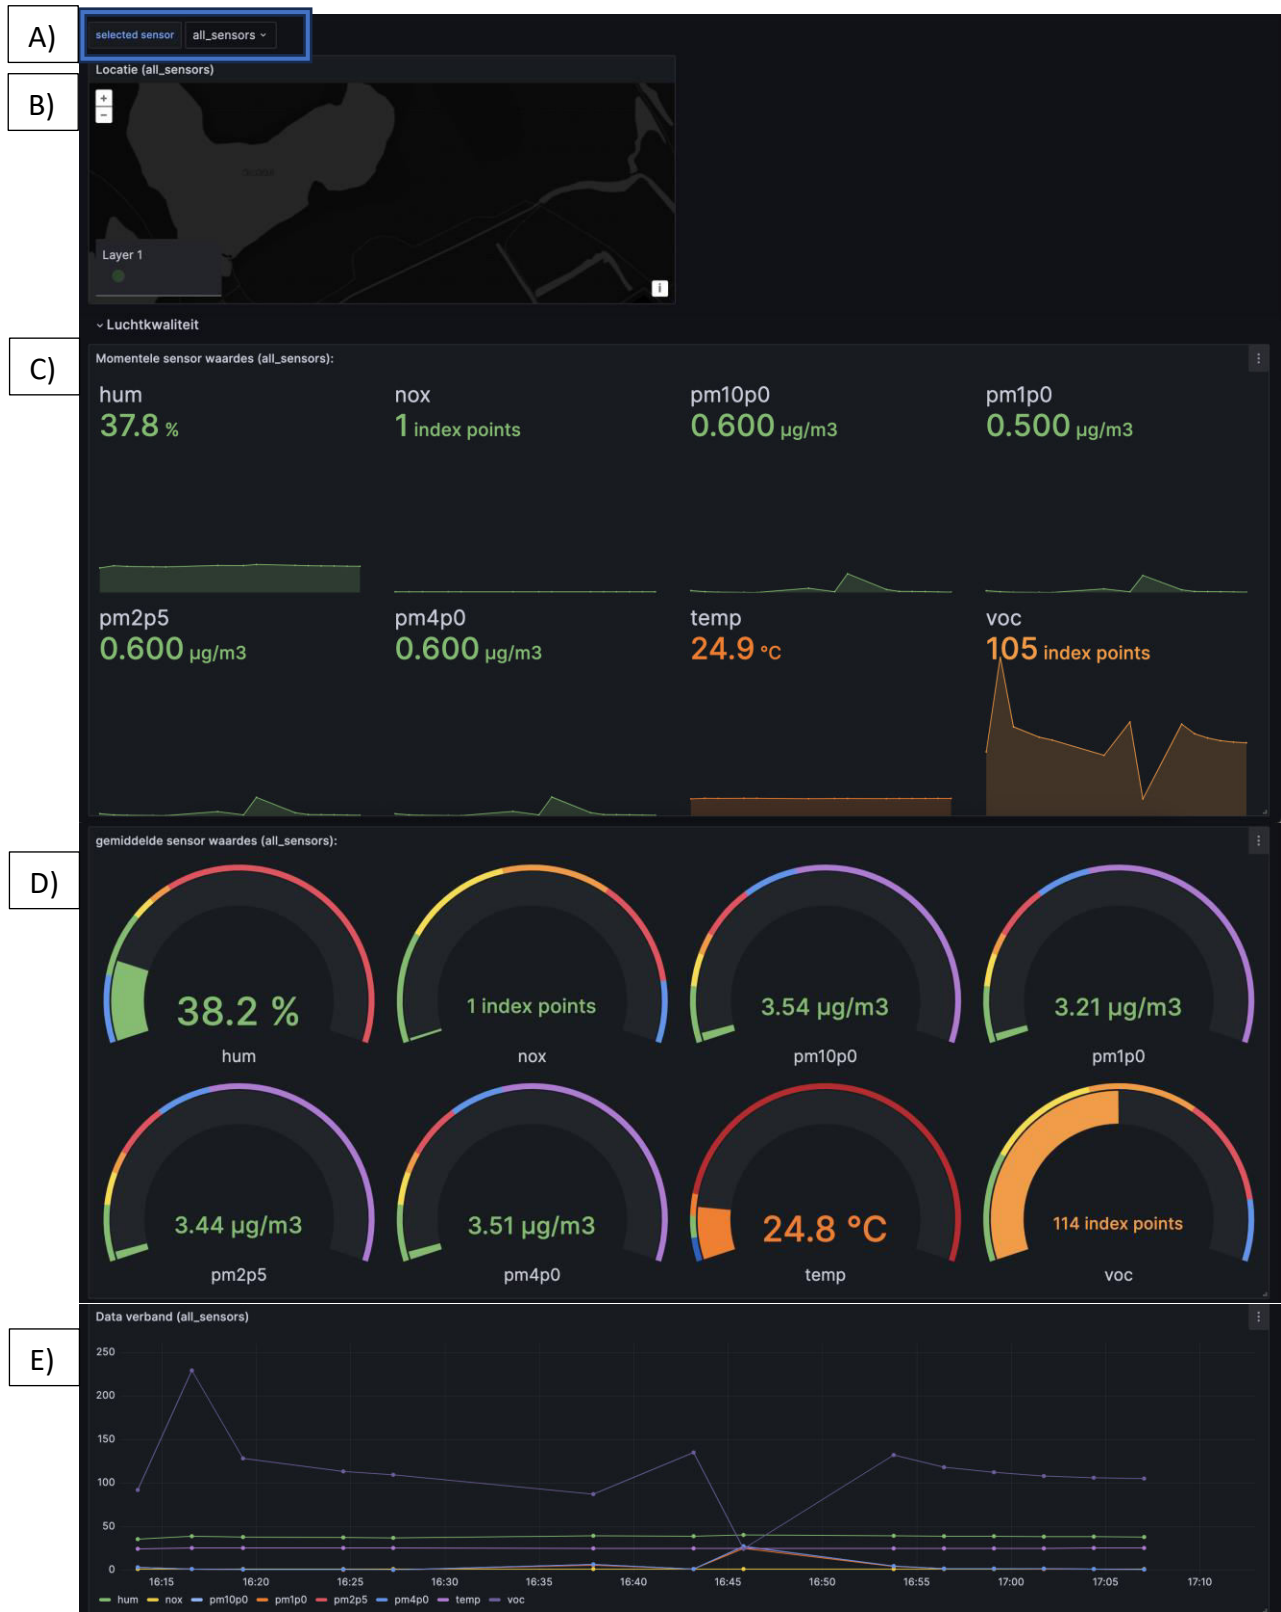 A)
selected sensor all_sensors
B)
Locatie (all_sensors)
+
−
Layer 1
i
Luchtkwaliteit
C)
Momentele sensor waardes (all_sensors):
hum nox pm10p0 pm1p0
37.8 % 1 index points 0.600 µg/m3 0.500 µg/m3
pm2p5 pm4p0 temp voc
0.600 µg/m3 0.600 µg/m3 24.9 °C 105 index points
D)
gemiddelde sensor waardes (all_sensors):
38.2 % 1 index points 3.54 µg/m3 3.21 µg/m3
hum nox pm10p0 pm1p0
3.44 µg/m3 3.51 µg/m3 24.8 °C 114 index points
pm2p5 pm4p0 temp voc
E)
Data verband (all_sensors)
250
200
150
100
50
0
16:15 16:20 16:25 16:30 16:35 16:40 16:45 16:50 16:55 17:00 17:05 17:10
hum nox pm10p0 pm1p0 pm2p5 pm4p0 temp voc